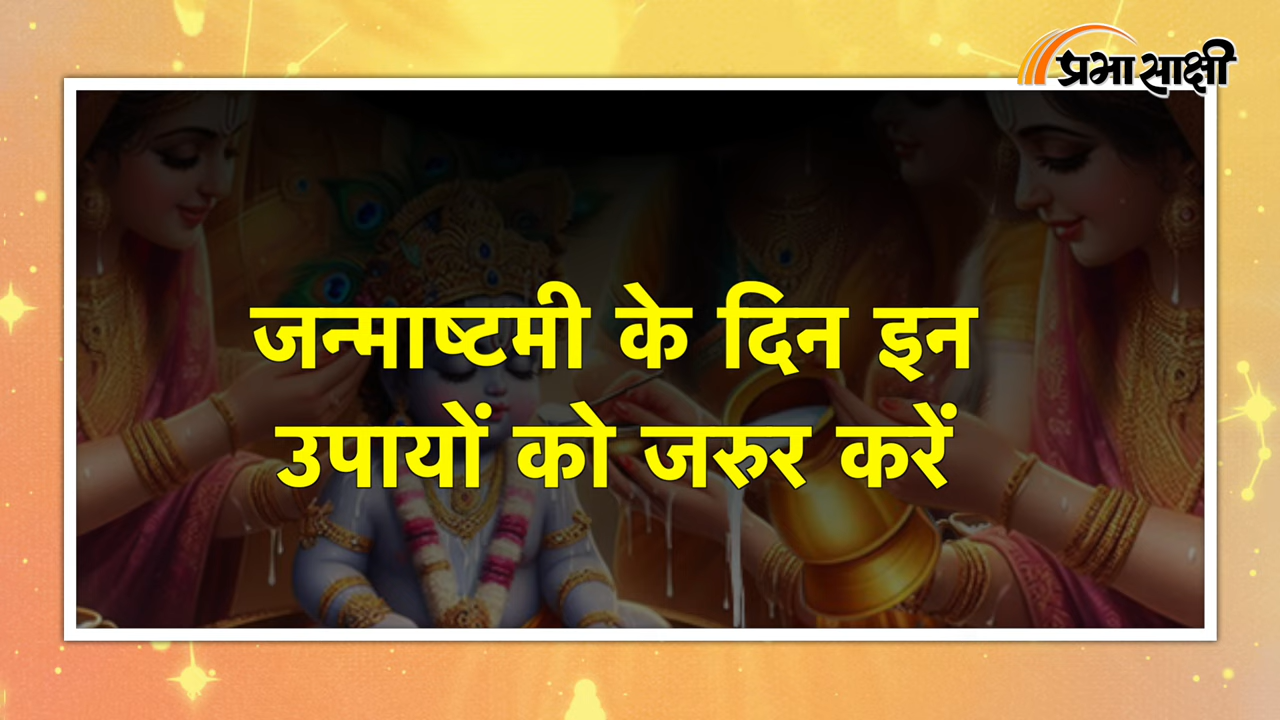 प्रभासाक्षी
जन्माष्टमी के दिन इन
उपायों को जरुर करें